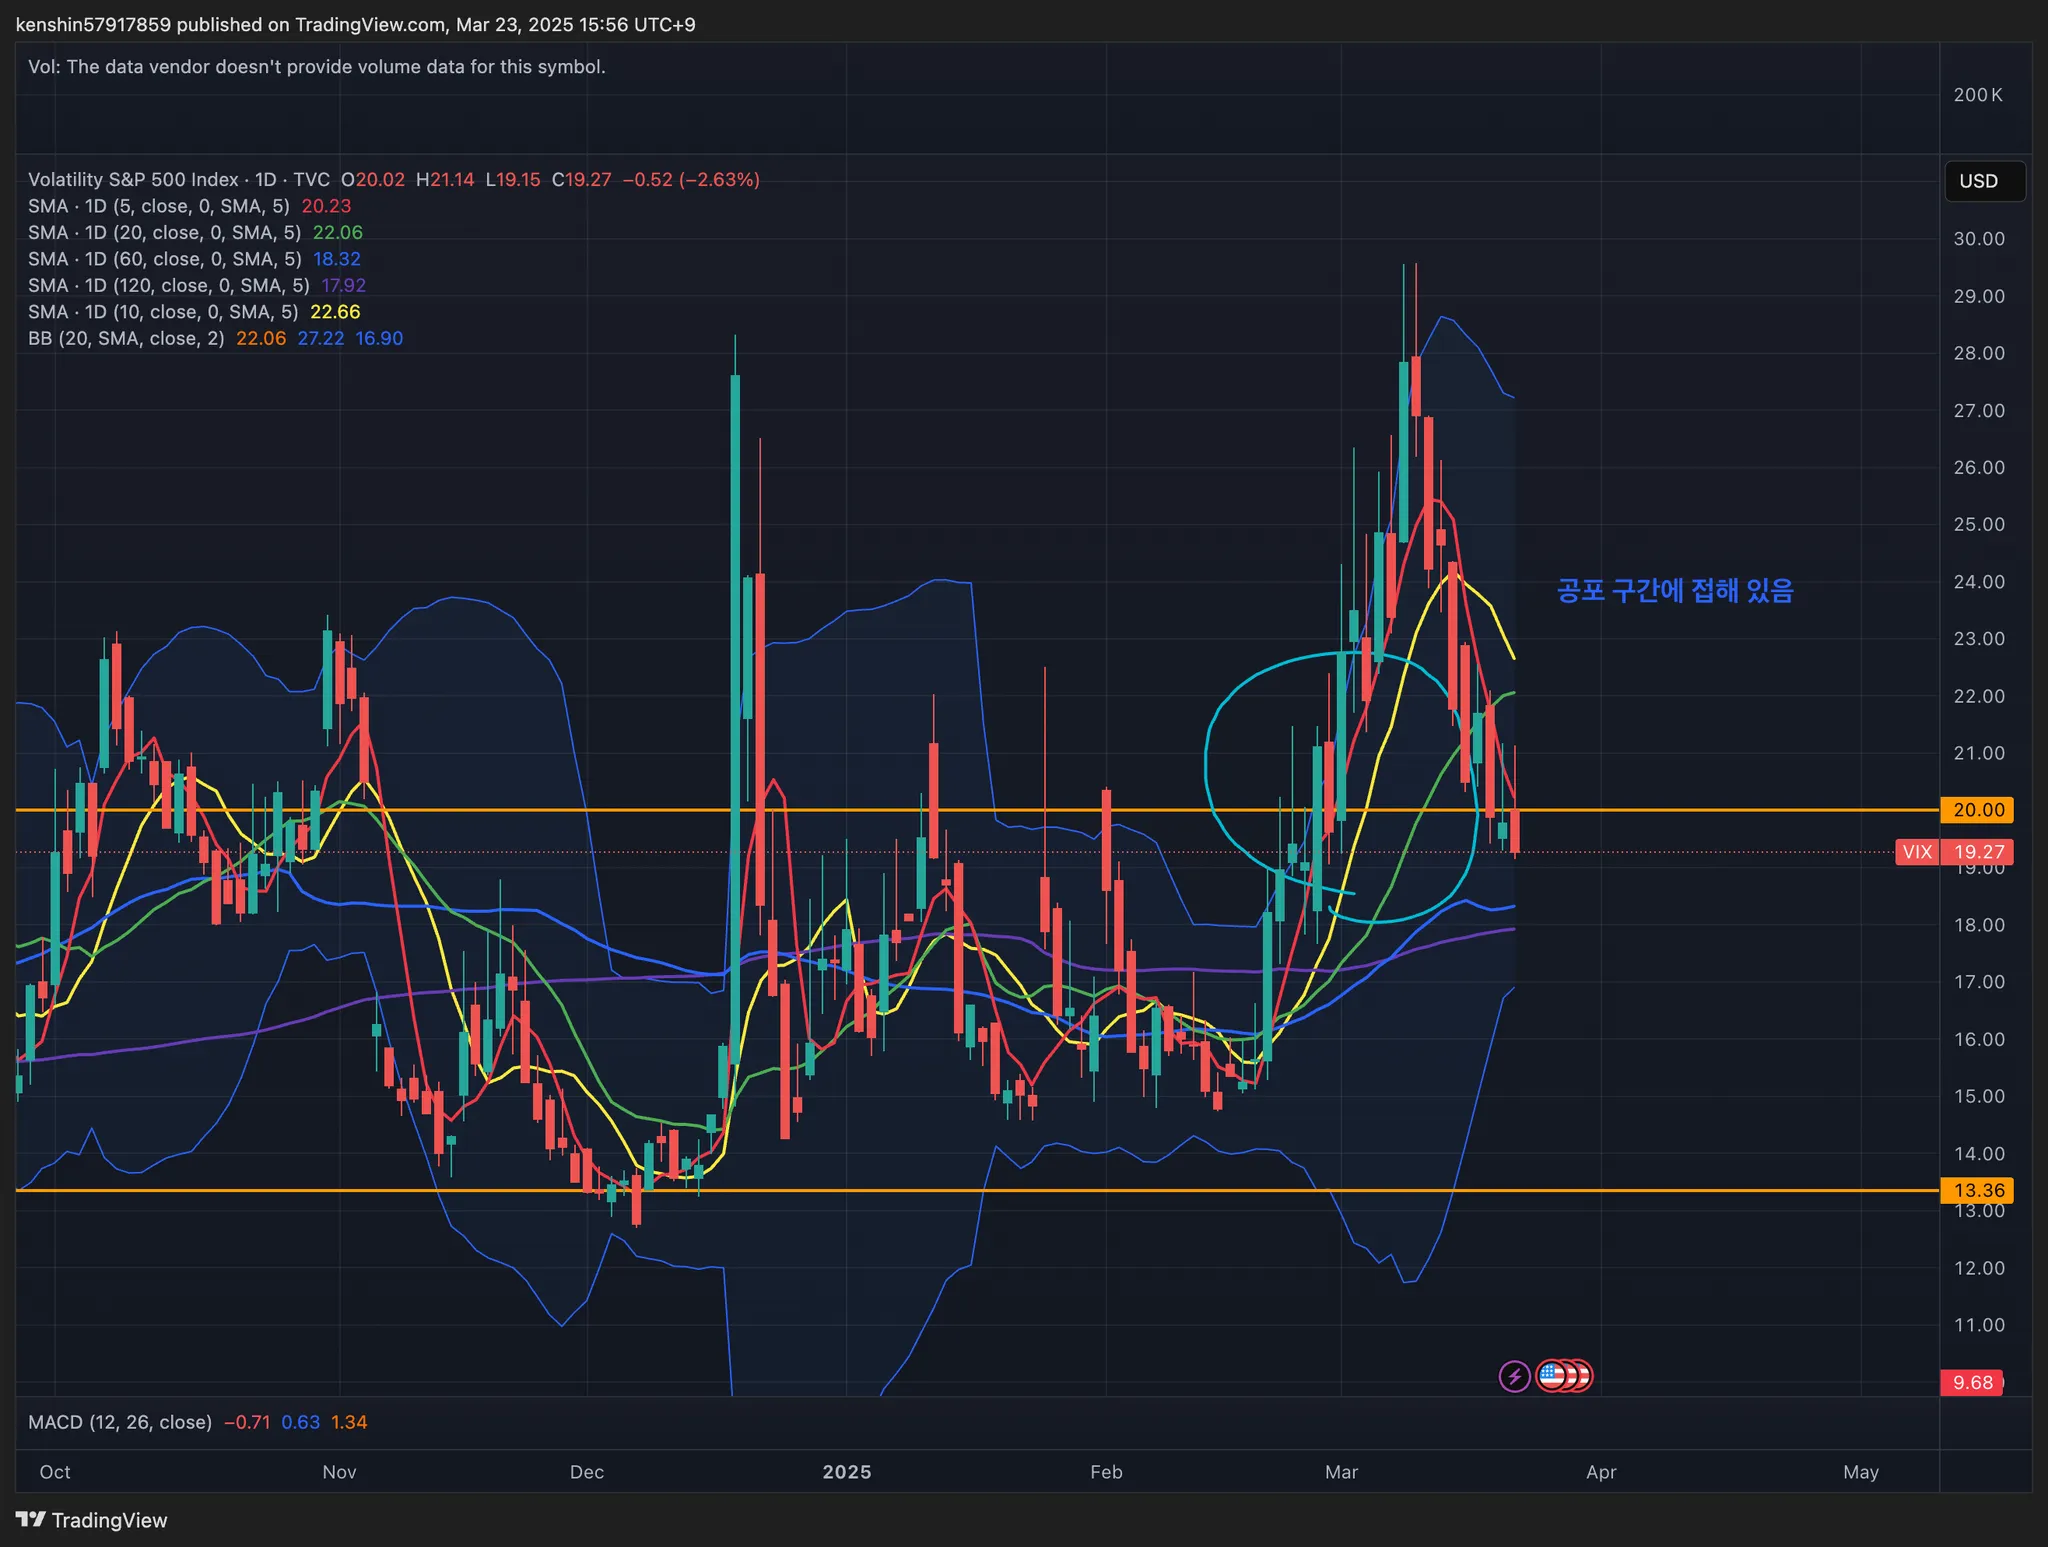 kenshin57917859 published on TradingView.com, Mar 23, 2025 15:56 UTC+9
Vol: The data vendor doesn't provide volume data for this symbol.
200 K
Volatility S&P 500 Index · 1D · TVC O20.02 H21.14 L19.15 C19.27 −0.52 (−2.63%)
USD
SMA · 1D (5, close, 0, SMA, 5) 20.23
SMA · 1D (20, close, 0, SMA, 5) 22.06
SMA · 1D (60, close, 0, SMA, 5) 18.32
SMA · 1D (120, close, 0, SMA, 5) 17.92
SMA · 1D (10, close, 0, SMA, 5) 22.66
BB (20, SMA, close, 2) 22.06 27.22 16.90
30.00
29.00
28.00
27.00
26.00
25.00
24.00
공포 구간에 접해 있음
23.00
22.00
21.00
20.00
VIX 19.27
19.00
18.00
17.00
16.00
15.00
14.00
13.36
13.00
12.00
11.00
9.68
MACD (12, 26, close) −0.71 0.63 1.34
Oct Nov Dec 2025 Feb Mar Apr May
TradingView